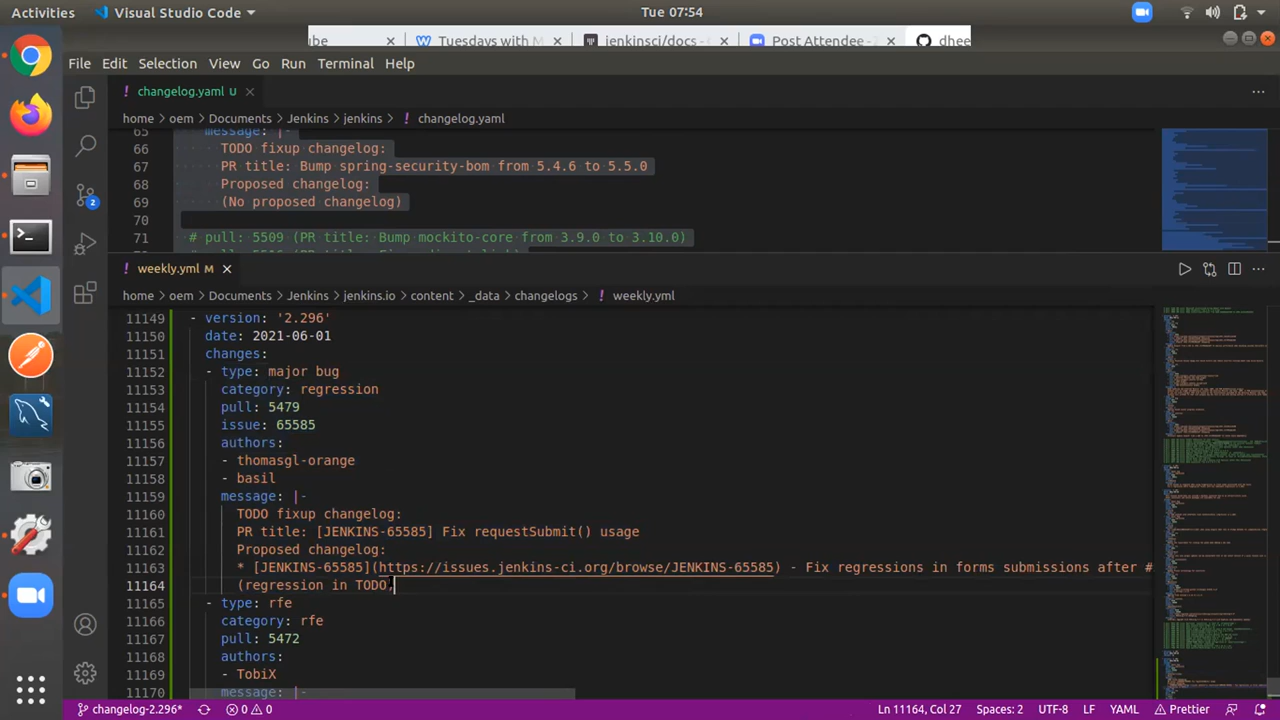 Activities
Visual Studio Code
Tue 07:54
Tuesdays with M
jenkinsci/docs -
Post Attendee - Z
dhee
File Edit Selection View Go Run Terminal Help
changelog.yaml U
home > oem > Documents > Jenkins > jenkins > changelog.yaml
65 message: |-
66 TODO fixup changelog:
67 PR title: Bump spring-security-bom from 5.4.6 to 5.5.0
68 Proposed changelog:
69 (No proposed changelog)
70
71 # pull: 5509 (PR title: Bump mockito-core from 3.9.0 to 3.10.0)
weekly.yml M
home > oem > Documents > Jenkins > jenkins.io > content > _data > changelogs > weekly.yml
11149 - version: '2.296'
11150 date: 2021-06-01
11151 changes:
11152 - type: major bug
11153 category: regression
11154 pull: 5479
11155 issue: 65585
11156 authors:
11157 - thomasgl-orange
11158 - basil
11159 message: |-
11160 TODO fixup changelog:
11161 PR title: [JENKINS-65585] Fix requestSubmit() usage
11162 Proposed changelog:
11163 * [JENKINS-65585](https://issues.jenkins-ci.org/browse/JENKINS-65585) - Fix regressions in forms submissions after #
11164 (regression in TODO
11165 - type: rfe
11166 category: rfe
11167 pull: 5472
11168 authors:
11169 - TobiX
11170 message: |-
2
changelog-2.296*
0 0
Ln 11164, Col 27
Spaces: 2
UTF-8
LF
YAML
Prettier